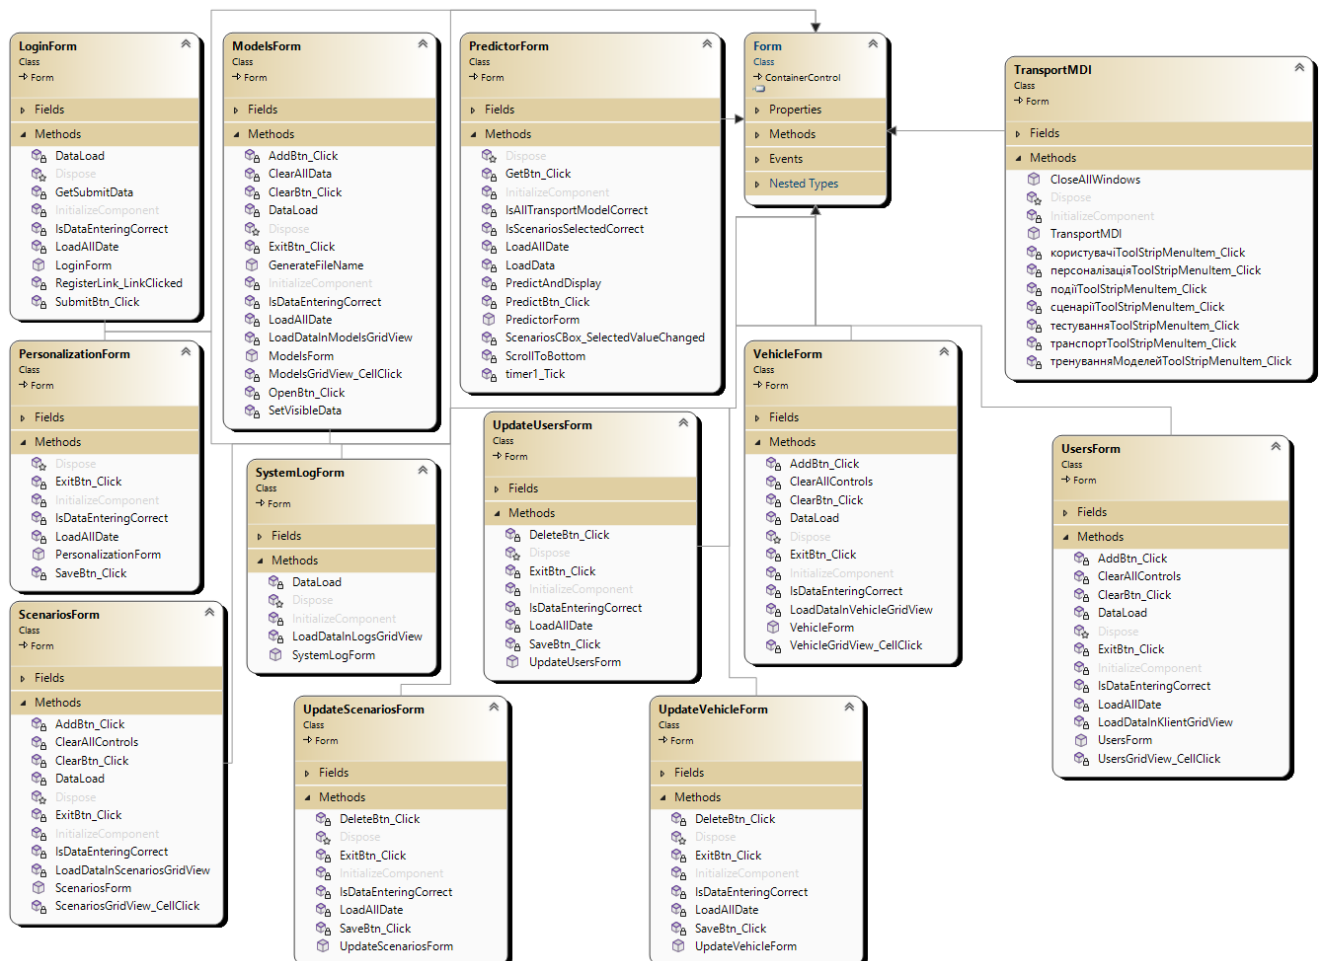 LoginForm
Class
Form
Fields
Methods
DataLoad
Dispose
GetSubmitData
InitializeComponent
IsDataEnteringCorrect
LoadAllDate
LoginForm
RegisterLink_LinkClicked
SubmitBtn_Click
ModelsForm
Class
Form
Fields
Methods
AddBtn_Click
ClearAllData
ClearBtn_Click
DataLoad
Dispose
ExitBtn_Click
GenerateFileName
InitializeComponent
IsDataEnteringCorrect
LoadAllDate
LoadDataInModelsGridView
ModelsForm
ModelsGridView_CellClick
OpenBtn_Click
SetVisibleData
PredictorForm
Class
Form
Fields
Methods
Dispose
GetBtn_Click
InitializeComponent
IsAllTransportModelCorrect
IsScenariosSelectedCorrect
LoadAllDate
LoadData
PredictAndDisplay
PredictBtn_Click
PredictorForm
ScenariosCBox_SelectedValueChanged
ScrollToBottom
timer1_Tick
Form
Class
ContainerControl
Properties
Methods
Events
Nested Types
TransportMDI
Class
Form
Fields
Methods
CloseAllWindows
Dispose
InitializeComponent
TransportMDI
користувачіToolStripMenuItem_Click
персоналізаціяToolStripMenuItem_Click
подіїToolStripMenuItem_Click
сценаріїToolStripMenuItem_Click
тестуванняToolStripMenuItem_Click
транспортToolStripMenuItem_Click
тренуванняМоделейToolStripMenuItem_Click
PersonalizationForm
Class
Form
Fields
Methods
Dispose
ExitBtn_Click
InitializeComponent
IsDataEnteringCorrect
LoadAllDate
PersonalizationForm
SaveBtn_Click
SystemLogForm
Class
Form
Fields
Methods
DataLoad
Dispose
InitializeComponent
LoadDataInLogsGridView
SystemLogForm
UpdateUsersForm
Class
Form
Fields
Methods
DeleteBtn_Click
Dispose
ExitBtn_Click
InitializeComponent
IsDataEnteringCorrect
LoadAllDate
SaveBtn_Click
UpdateUsersForm
VehicleForm
Class
Form
Fields
Methods
AddBtn_Click
ClearAllControls
ClearBtn_Click
DataLoad
Dispose
ExitBtn_Click
InitializeComponent
IsDataEnteringCorrect
LoadDataInVehicleGridView
VehicleForm
VehicleGridView_CellClick
UsersForm
Class
Form
Fields
Methods
AddBtn_Click
ClearAllControls
ClearBtn_Click
DataLoad
Dispose
ExitBtn_Click
InitializeComponent
IsDataEnteringCorrect
LoadAllDate
LoadDataInKlientGridView
UsersForm
UsersGridView_CellClick
ScenariosForm
Class
Form
Fields
Methods
AddBtn_Click
ClearAllControls
ClearBtn_Click
DataLoad
Dispose
ExitBtn_Click
InitializeComponent
IsDataEnteringCorrect
LoadDataInScenariosGridView
ScenariosForm
ScenariosGridView_CellClick
UpdateScenariosForm
Class
Form
Fields
Methods
DeleteBtn_Click
Dispose
ExitBtn_Click
InitializeComponent
IsDataEnteringCorrect
LoadAllDate
SaveBtn_Click
UpdateScenariosForm
UpdateVehicleForm
Class
Form
Fields
Methods
DeleteBtn_Click
Dispose
ExitBtn_Click
InitializeComponent
IsDataEnteringCorrect
LoadAllDate
SaveBtn_Click
UpdateVehicleForm